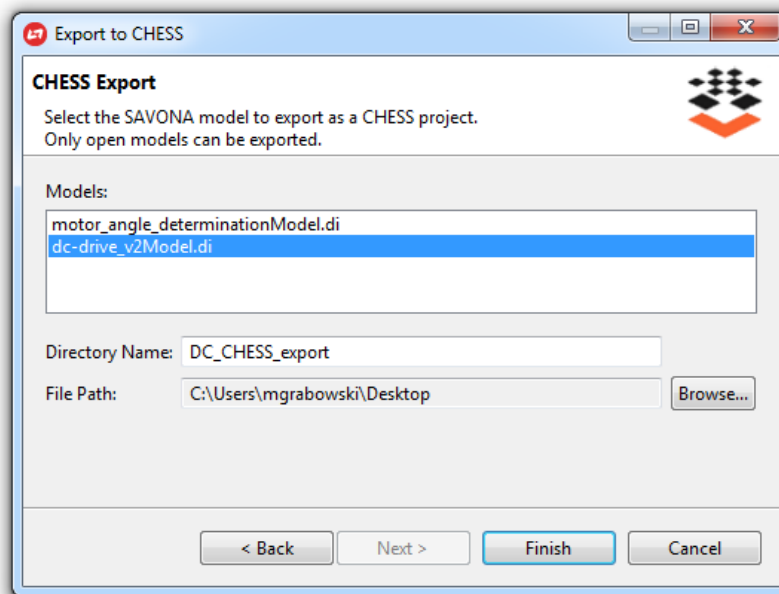 Export to CHESS
CHESS Export
Select the SAVONA model to export as a CHESS project.
Only open models can be exported.
Models:
motor_angle_determinationModel.di
dc-drive_v2Model.di
Directory Name: DC_CHESS_export
File Path: C:\Users\mgrabowski\Desktop Browse...
< Back Next > Finish Cancel